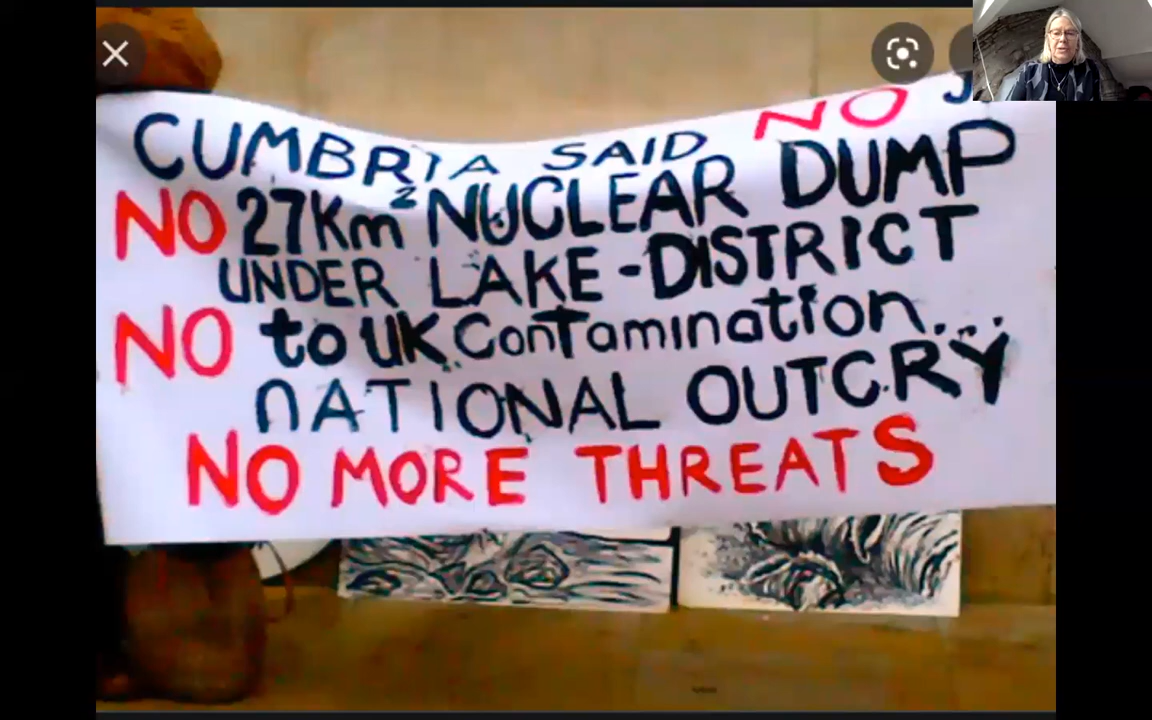 CUMBRIA SAID NO
NO 27Km² NUCLEAR DUMP
UNDER LAKE-DISTRICT
NO to UK Contamination...
NATIONAL OUTCRY
NO MORE THREATS